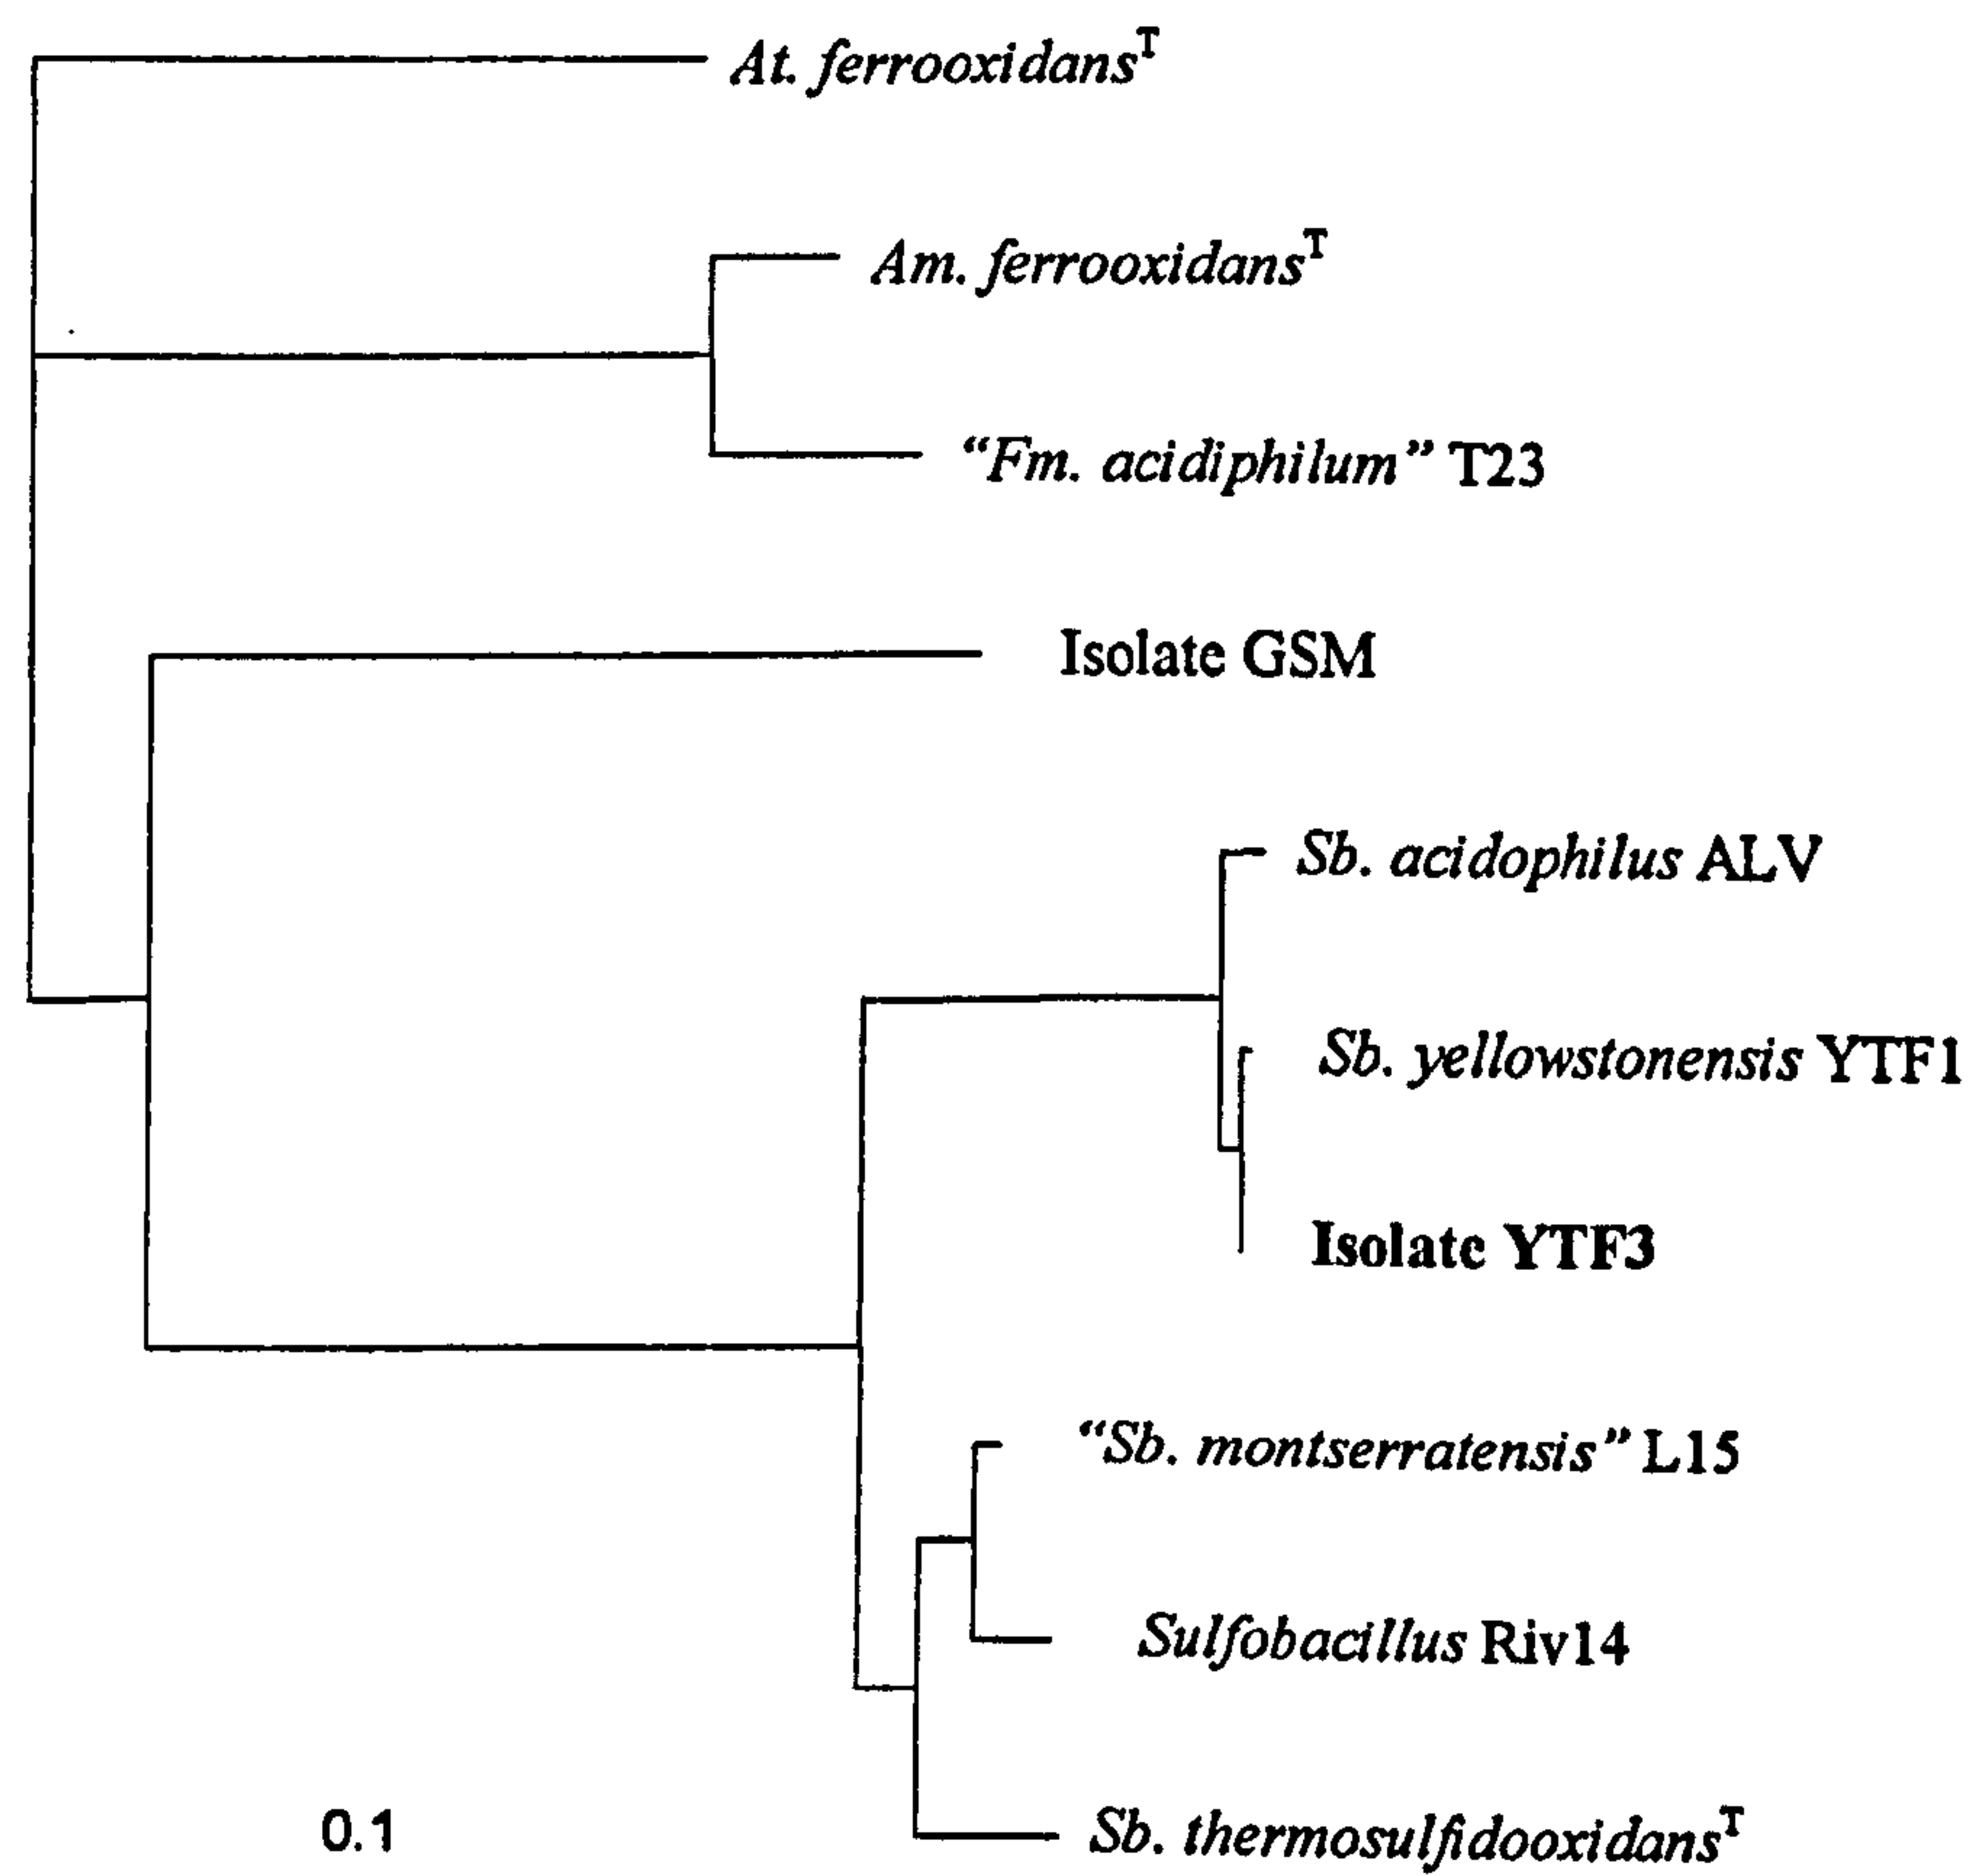 At. ferrooxidansᵀ
Am. ferrooxidansᵀ
“Fm. acidiphilum” T23
Isolate GSM
Sb. acidophilus ALV
Sb. yellowstonensis YTF1
Isolate YTF3
“Sb. montserratensis” L15
Sulfobacillus Riv14
Sb. thermosulfidooxidansᵀ
0.1